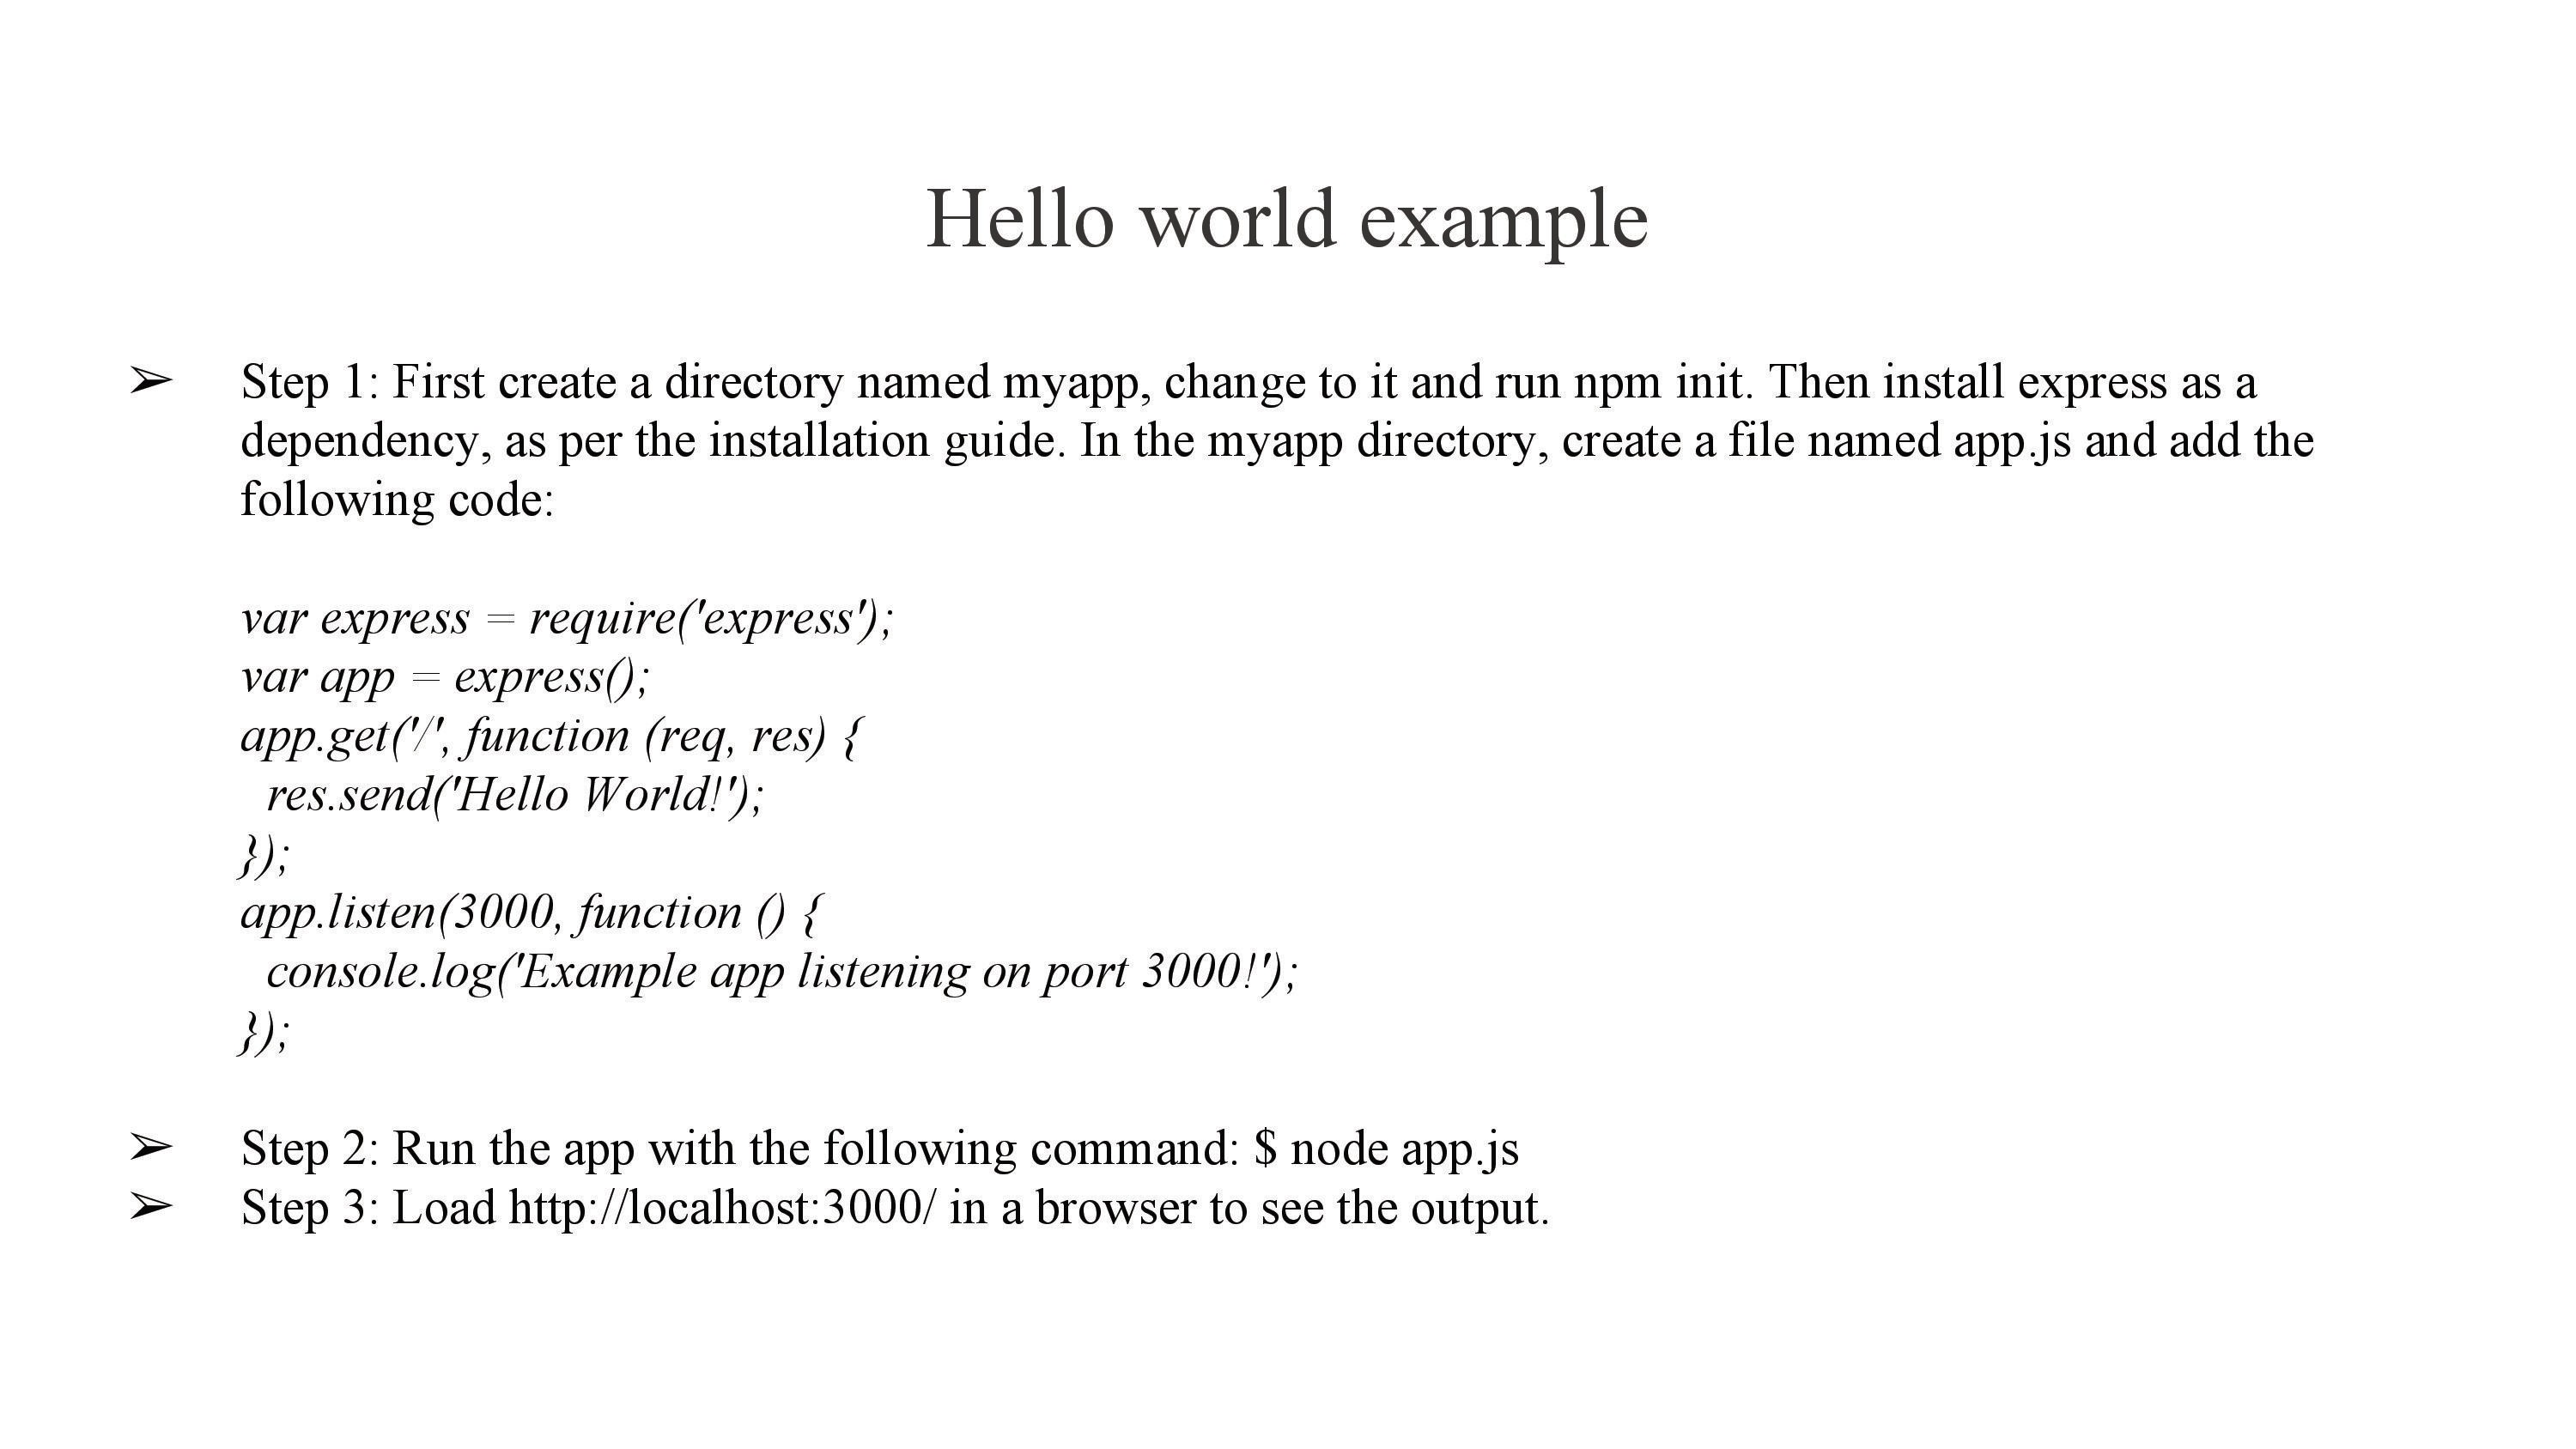 Hello world example
➢ Step 1: First create a directory named myapp, change to it and run npm init. Then install express as a
dependency, as per the installation guide. In the myapp directory, create a file named app.js and add the
following code:
var express = require('express');
var app = express();
app.get('/', function (req, res) {
  res.send('Hello World!');
});
app.listen(3000, function () {
  console.log('Example app listening on port 3000!');
});
➢ Step 2: Run the app with the following command: $ node app.js
➢ Step 3: Load http://localhost:3000/ in a browser to see the output.